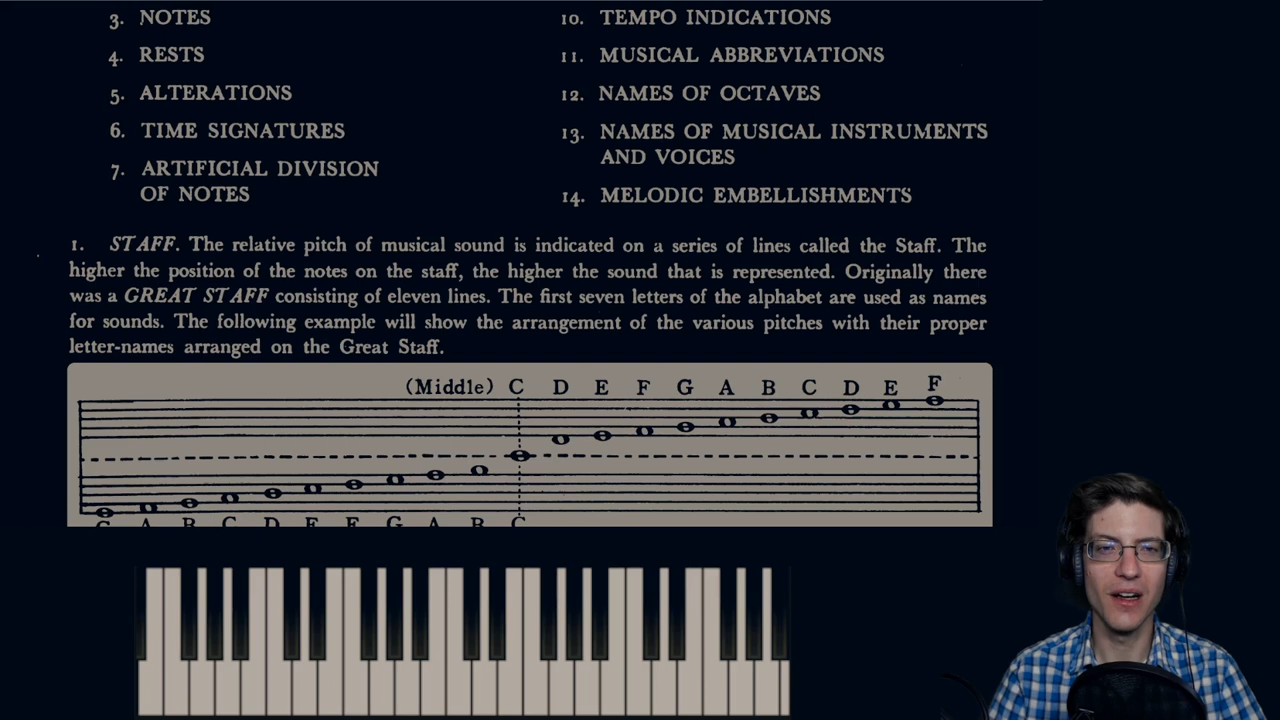 3. NOTES
4. RESTS
5. ALTERATIONS
6. TIME SIGNATURES
7. ARTIFICIAL DIVISION
OF NOTES
10. TEMPO INDICATIONS
11. MUSICAL ABBREVIATIONS
12. NAMES OF OCTAVES
13. NAMES OF MUSICAL INSTRUMENTS
AND VOICES
14. MELODIC EMBELLISHMENTS
1. STAFF. The relative pitch of musical sound is indicated on a series of lines called the Staff. The
higher the position of the notes on the staff, the higher the sound that is represented. Originally there
was a GREAT STAFF consisting of eleven lines. The first seven letters of the alphabet are used as names
for sounds. The following example will show the arrangement of the various pitches with their proper
letter-names arranged on the Great Staff.
(Middle) C D E F G A B C D E F
G A B C D E F G A B C